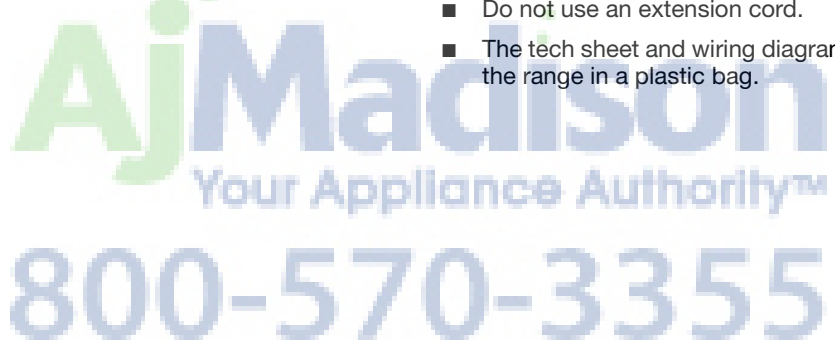 ■ Do not use an extension cord.
■ The tech sheet and wiring diagram
the range in a plastic bag.
AjMadison
Your Appliance Authority™
800-570-3355